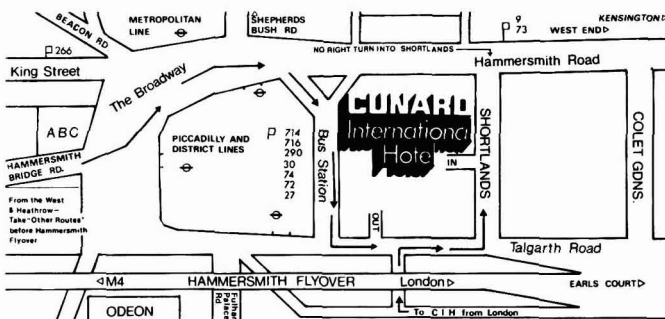 BEACON RD
METROPOLITAN
LINE
SHEPHERDS
BUSH RD
9
73
KENSINGTON▷
WEST END▷
266
NO RIGHT TURN INTO SHORTLANDS
King Street
Hammersmith Road
The Broadway
CUNARD
International
Hotel
ABC
PICCADILLY AND
DISTRICT LINES
714
716
290
30
74
72
27
Bus Station
SHORTLANDS
IN
COLET GDNS.
HAMMERSMITH
BRIDGE RD.
From the West
& Heathrow—
Take "Other Routes"
before Hammersmith
Flyover
OUT
Talgarth Road
◁M4
HAMMERSMITH FLYOVER
London▷
EARLS COURT▷
ODEON
Fulham
Palace
Rd
To C I H from London